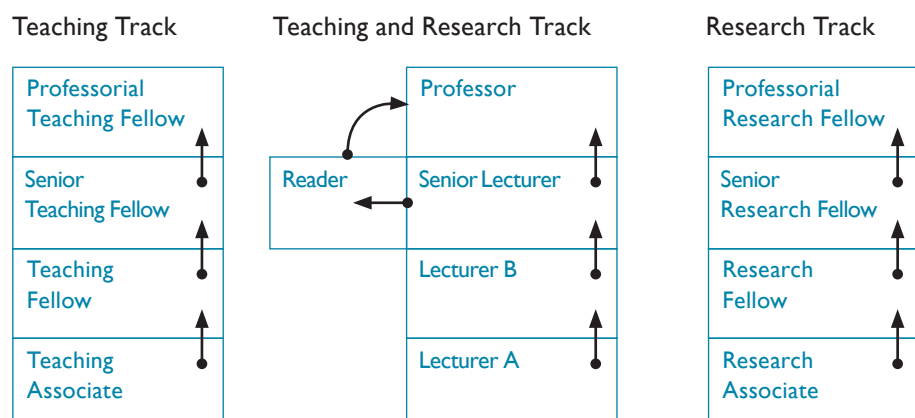 Teaching Track
Teaching and Research Track
Research Track
Professorial
Teaching Fellow
Professor
Professorial
Research Fellow
Senior
Teaching Fellow
Reader
Senior Lecturer
Senior
Research Fellow
Teaching
Fellow
Lecturer B
Research
Fellow
Teaching
Associate
Lecturer A
Research
Associate